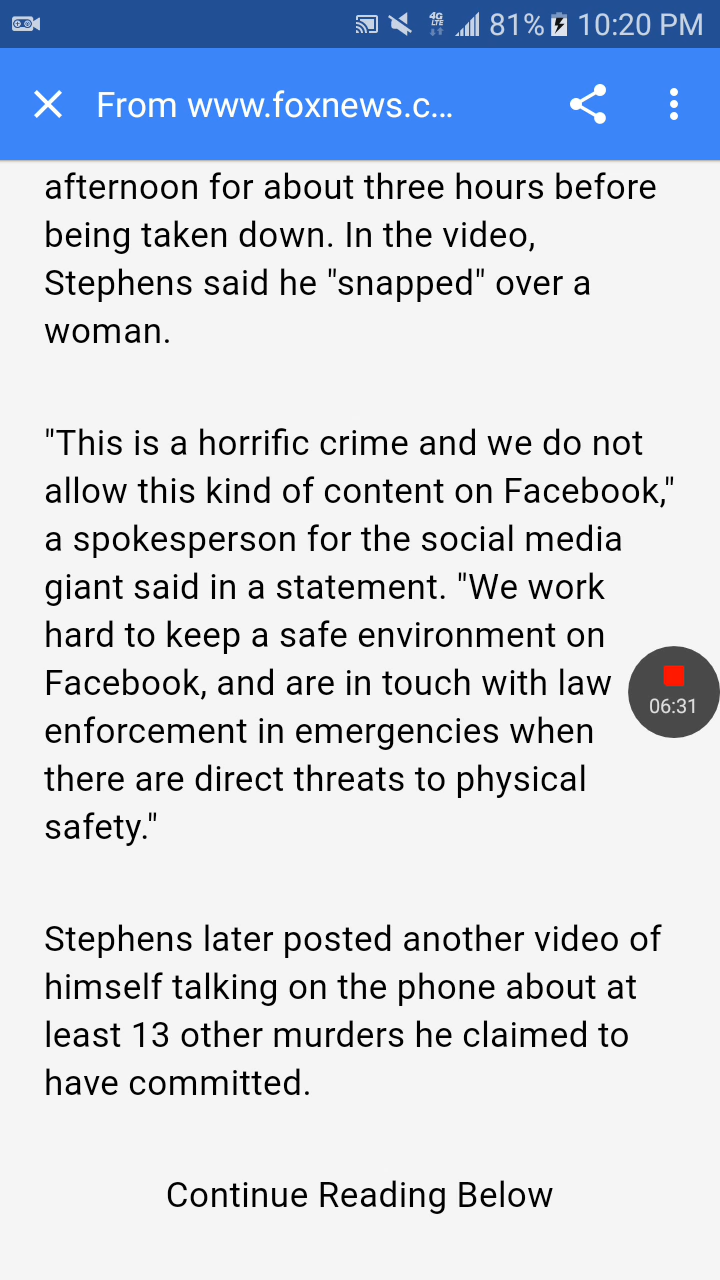 4G LTE 81% 10:20 PM
From www.foxnews.c...
afternoon for about three hours before
being taken down. In the video,
Stephens said he "snapped" over a
woman.
"This is a horrific crime and we do not
allow this kind of content on Facebook,"
a spokesperson for the social media
giant said in a statement. "We work
hard to keep a safe environment on
Facebook, and are in touch with law
06:31
enforcement in emergencies when
there are direct threats to physical
safety."
Stephens later posted another video of
himself talking on the phone about at
least 13 other murders he claimed to
have committed.
Continue Reading Below